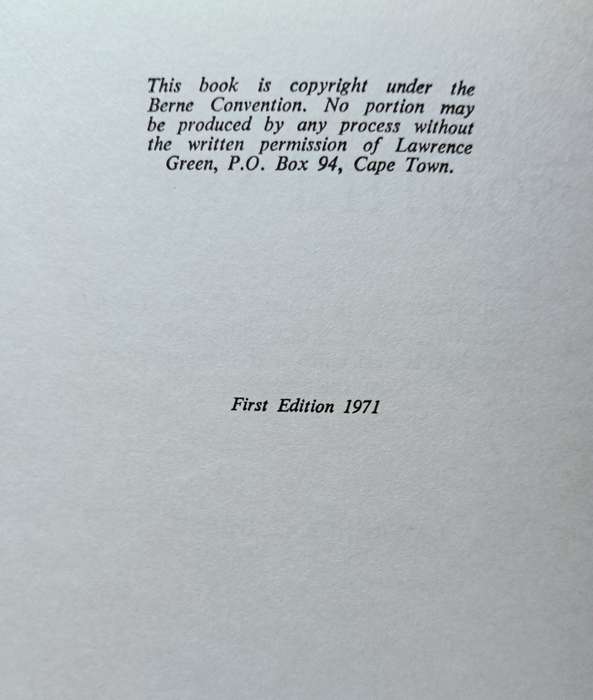 This book is copyright under the
Berne Convention. No portion may
be produced by any process without
the written permission of Lawrence
Green, P.O. Box 94, Cape Town.
First Edition 1971